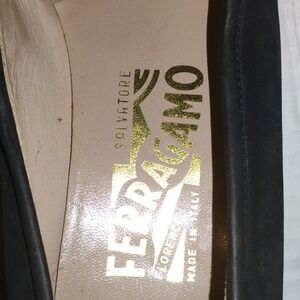 SALVATORE
FERRAGAMO
FLORENCE
MADE IN ITALY